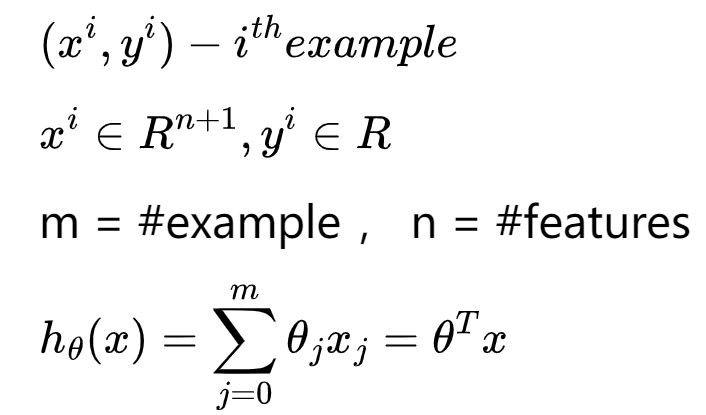 (x^i, y^i) − i^{th} example
x^i ∈ R^{n+1}, y^i ∈ R
m = #example , n = #features
h_θ(x) = ∑_{j=0}^{m} θ_j x_j = θ^T x